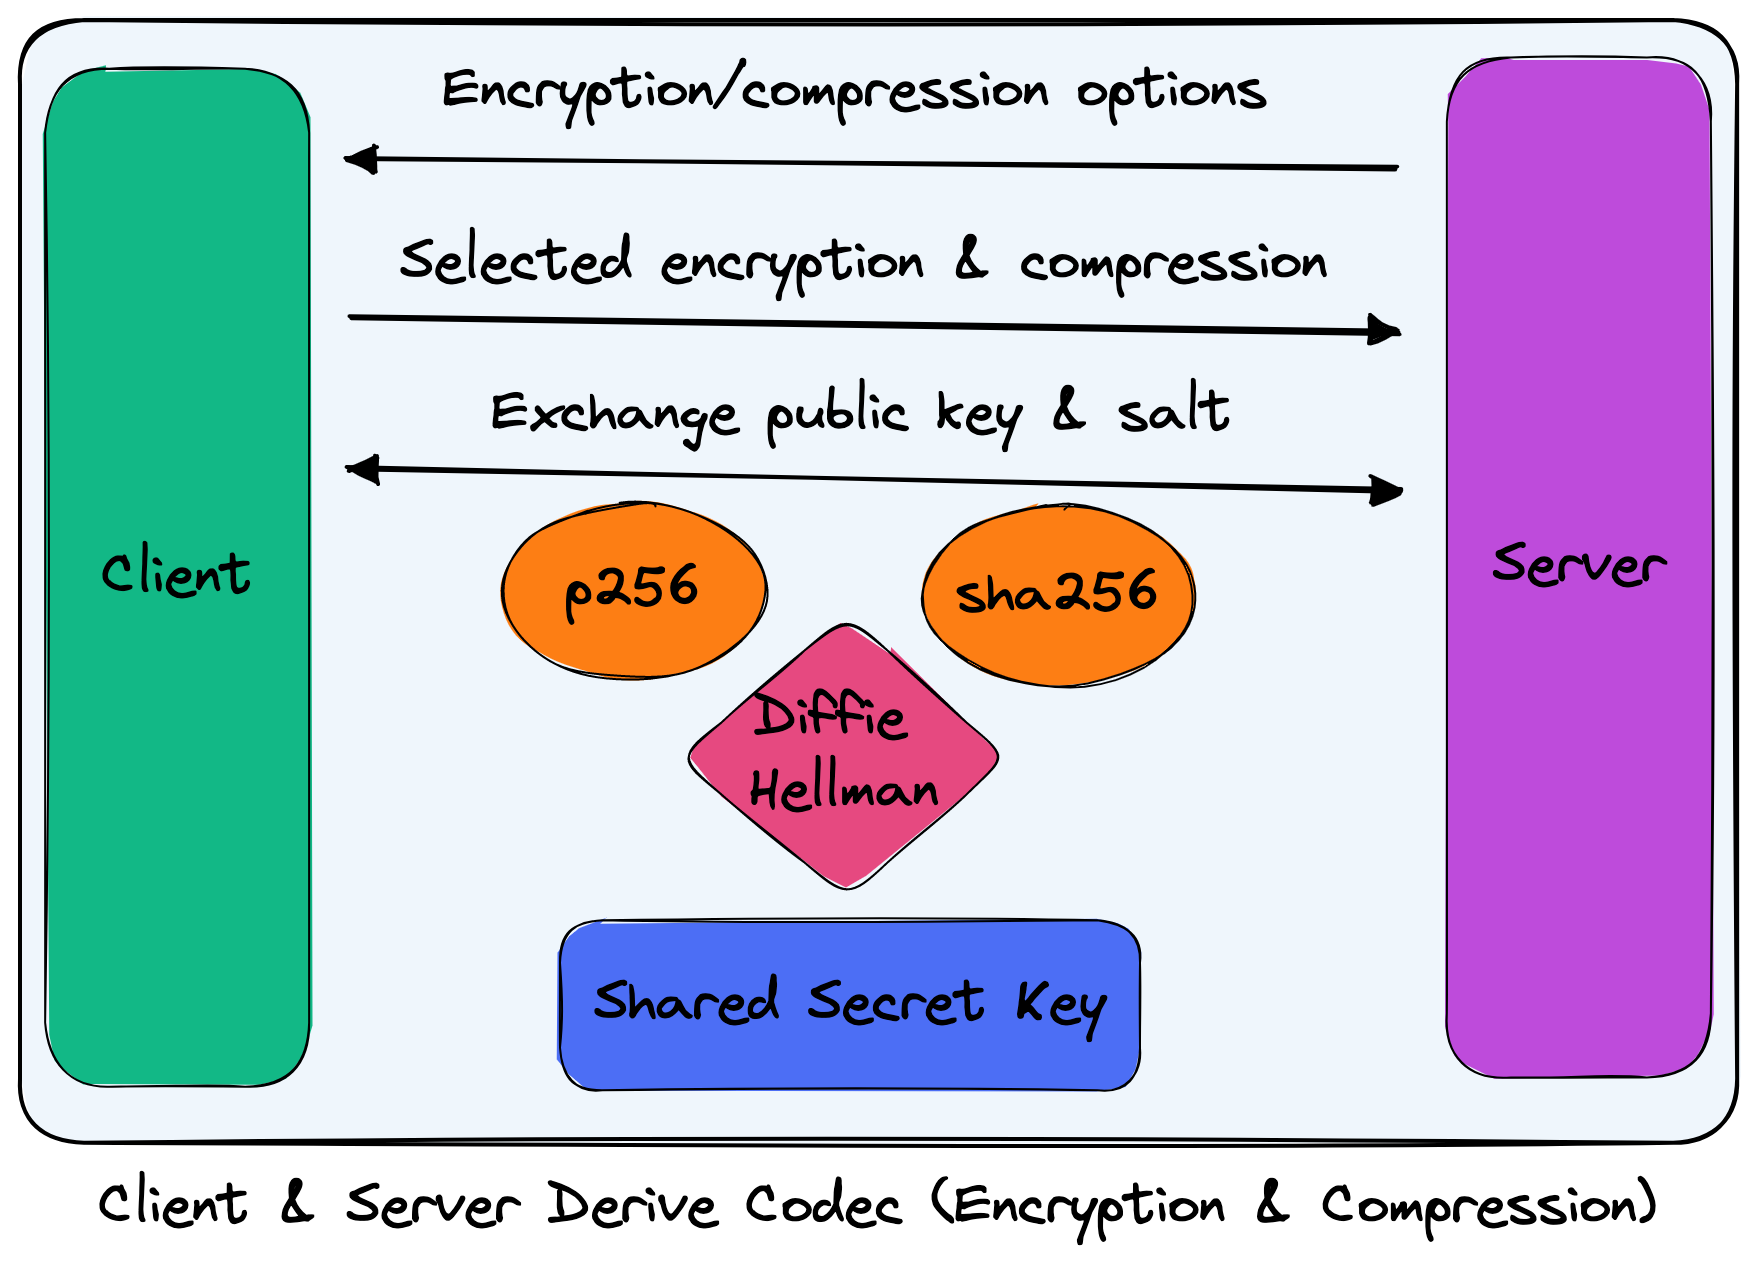 Encryption/compression options
Selected encryption & compression
Exchange public key & salt
Client
p256
sha256
Server
Diffie
Hellman
Shared Secret Key
Client & Server Derive Codec (Encryption & Compression)